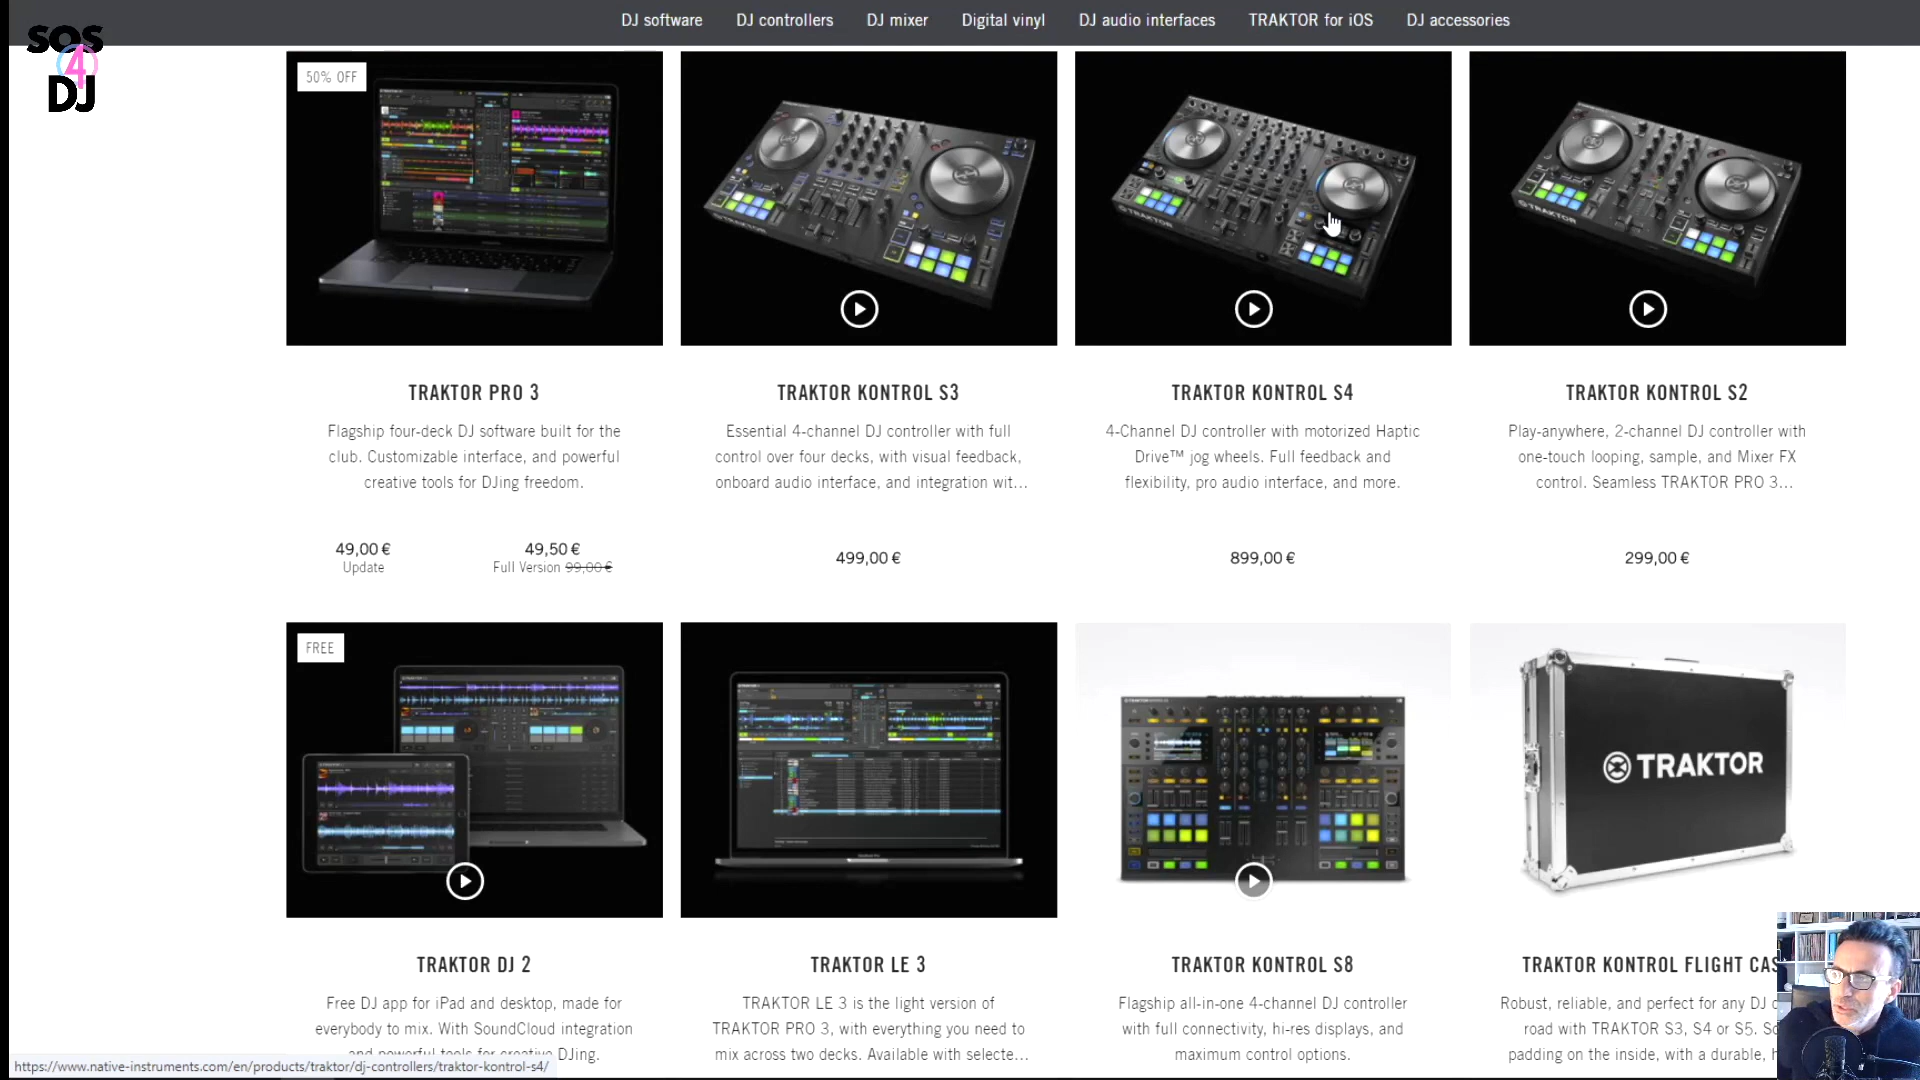 DJ software DJ controllers DJ mixer Digital vinyl DJ audio interfaces TRAKTOR for iOS DJ accessories
SOS
4
DJ
50% OFF
TRAKTOR PRO 3
Flagship four-deck DJ software built for the
club. Customizable interface, and powerful
creative tools for DJing freedom.
49,00 €
Update
49,50 €
Full Version 99,00 €
TRAKTOR KONTROL S3
Essential 4-channel DJ controller with full
control over four decks, with visual feedback,
onboard audio interface, and integration wit...
499,00 €
TRAKTOR
TRAKTOR KONTROL S4
4-Channel DJ controller with motorized Haptic
Drive™ jog wheels. Full feedback and
flexibility, pro audio interface, and more.
899,00 €
TRAKTOR
TRAKTOR KONTROL S2
Play-anywhere, 2-channel DJ controller with
one-touch looping, sample, and Mixer FX
control. Seamless TRAKTOR PRO 3...
299,00 €
FREE
TRAKTOR DJ 2
Free DJ app for iPad and desktop, made for
everybody to mix. With SoundCloud integration
and powerful tools for creative DJing.
TRAKTOR LE 3
TRAKTOR LE 3 is the light version of
TRAKTOR PRO 3, with everything you need to
mix across two decks. Available with selecte...
TRAKTOR KONTROL S8
Flagship all-in-one 4-channel DJ controller
with full connectivity, hi-res displays, and
maximum control options.
TRAKTOR
TRAKTOR KONTROL FLIGHT CAS
Robust, reliable, and perfect for any DJ
road with TRAKTOR S3, S4 or S5.
padding on the inside, with a durable,
https://www.native-instruments.com/en/products/traktor/dj-controllers/traktor-kontrol-s4/